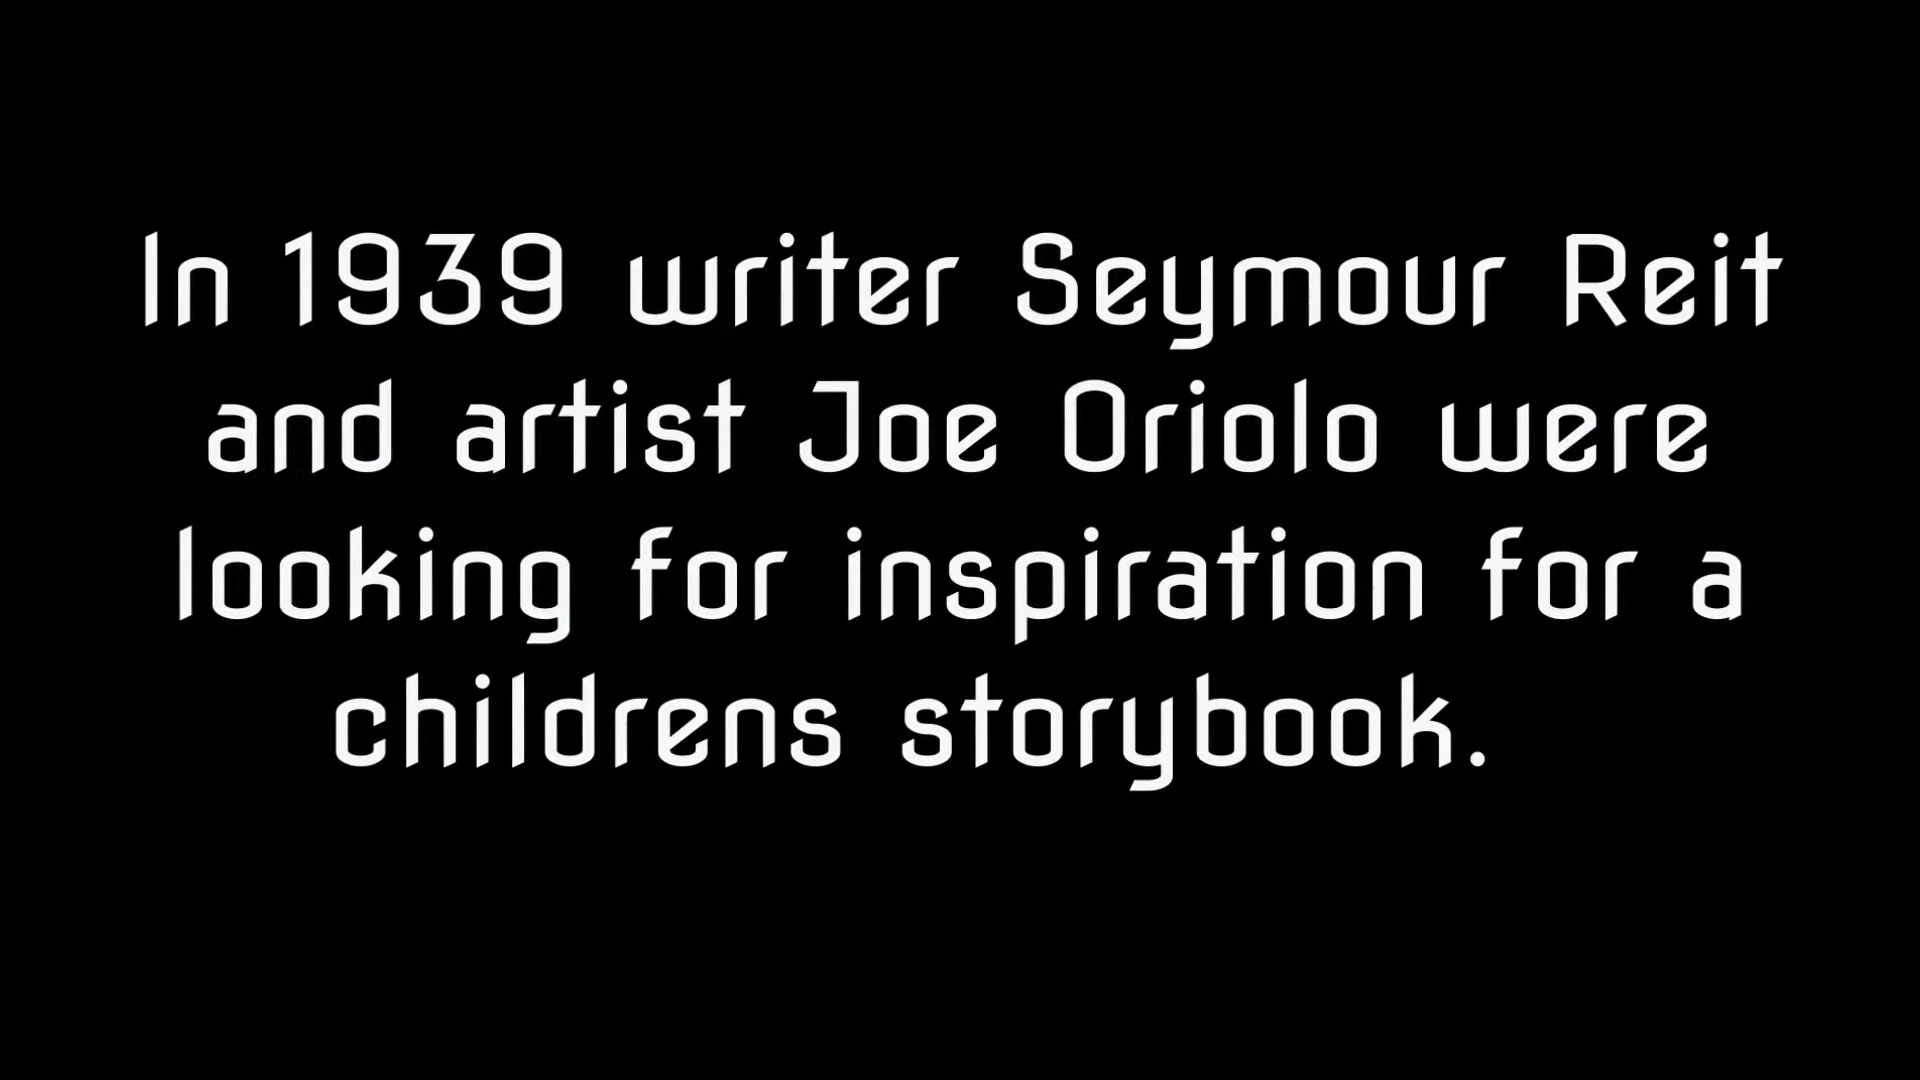 In 1939 writer Seymour Reit
and artist Joe Oriolo were
looking for inspiration for a
childrens storybook.